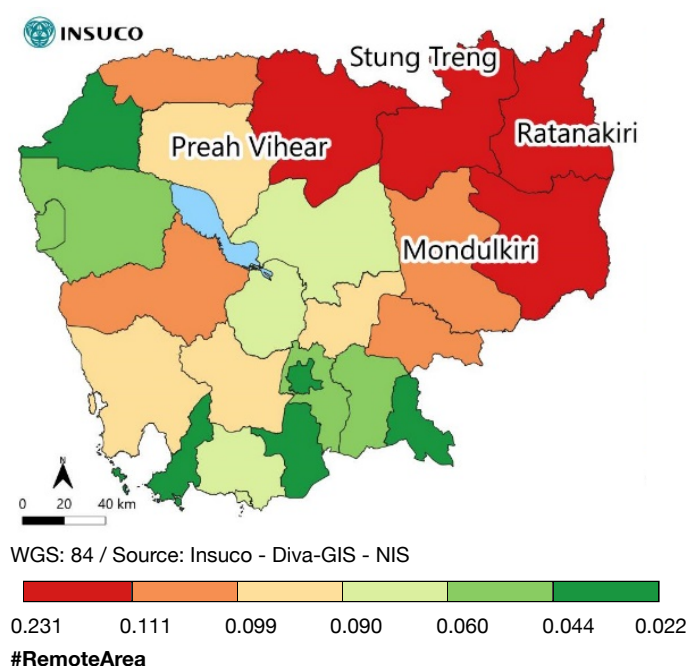 INSUCO
Stung Treng
Ratanakiri
Preah Vihear
Mondulkiri
N
0 20 40 km
WGS: 84 / Source: Insuco - Diva-GIS - NIS
0.231 0.111 0.099 0.090 0.060 0.044 0.022
#RemoteArea